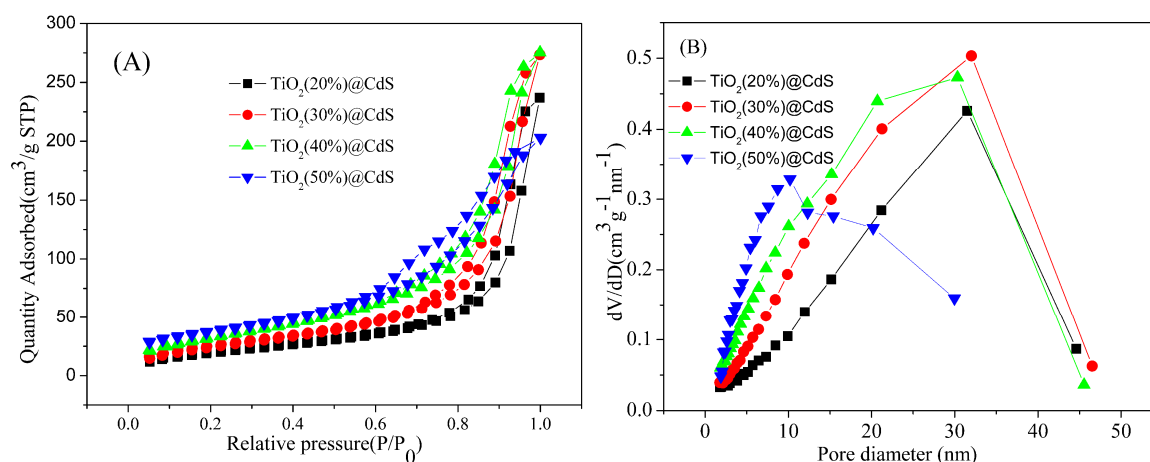 (A)
TiO2(20%)@CdS
TiO2(30%)@CdS
TiO2(40%)@CdS
TiO2(50%)@CdS
Quantity Adsorbed(cm3/g STP)
300
250
200
150
100
50
0
0.0 0.2 0.4 0.6 0.8 1.0
Relative pressure(P/P0)
(B)
TiO2(20%)@CdS
TiO2(30%)@CdS
TiO2(40%)@CdS
TiO2(50%)@CdS
dV/dD(cm3g-1nm-1)
0.5
0.4
0.3
0.2
0.1
0.0
0 10 20 30 40 50
Pore diameter (nm)